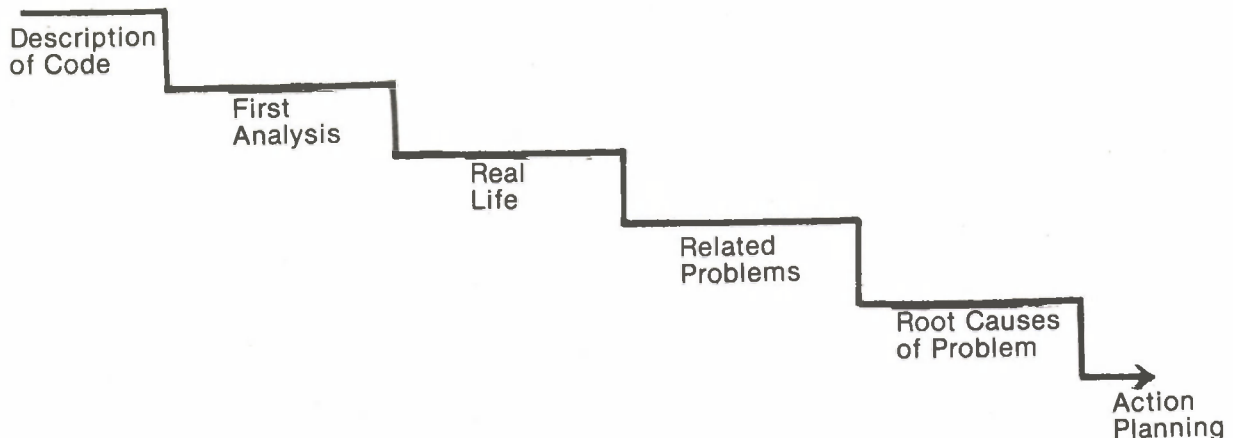 Description
of Code
First
Analysis
Real
Life
Related
Problems
Root Causes
of Problem
Action
Planning